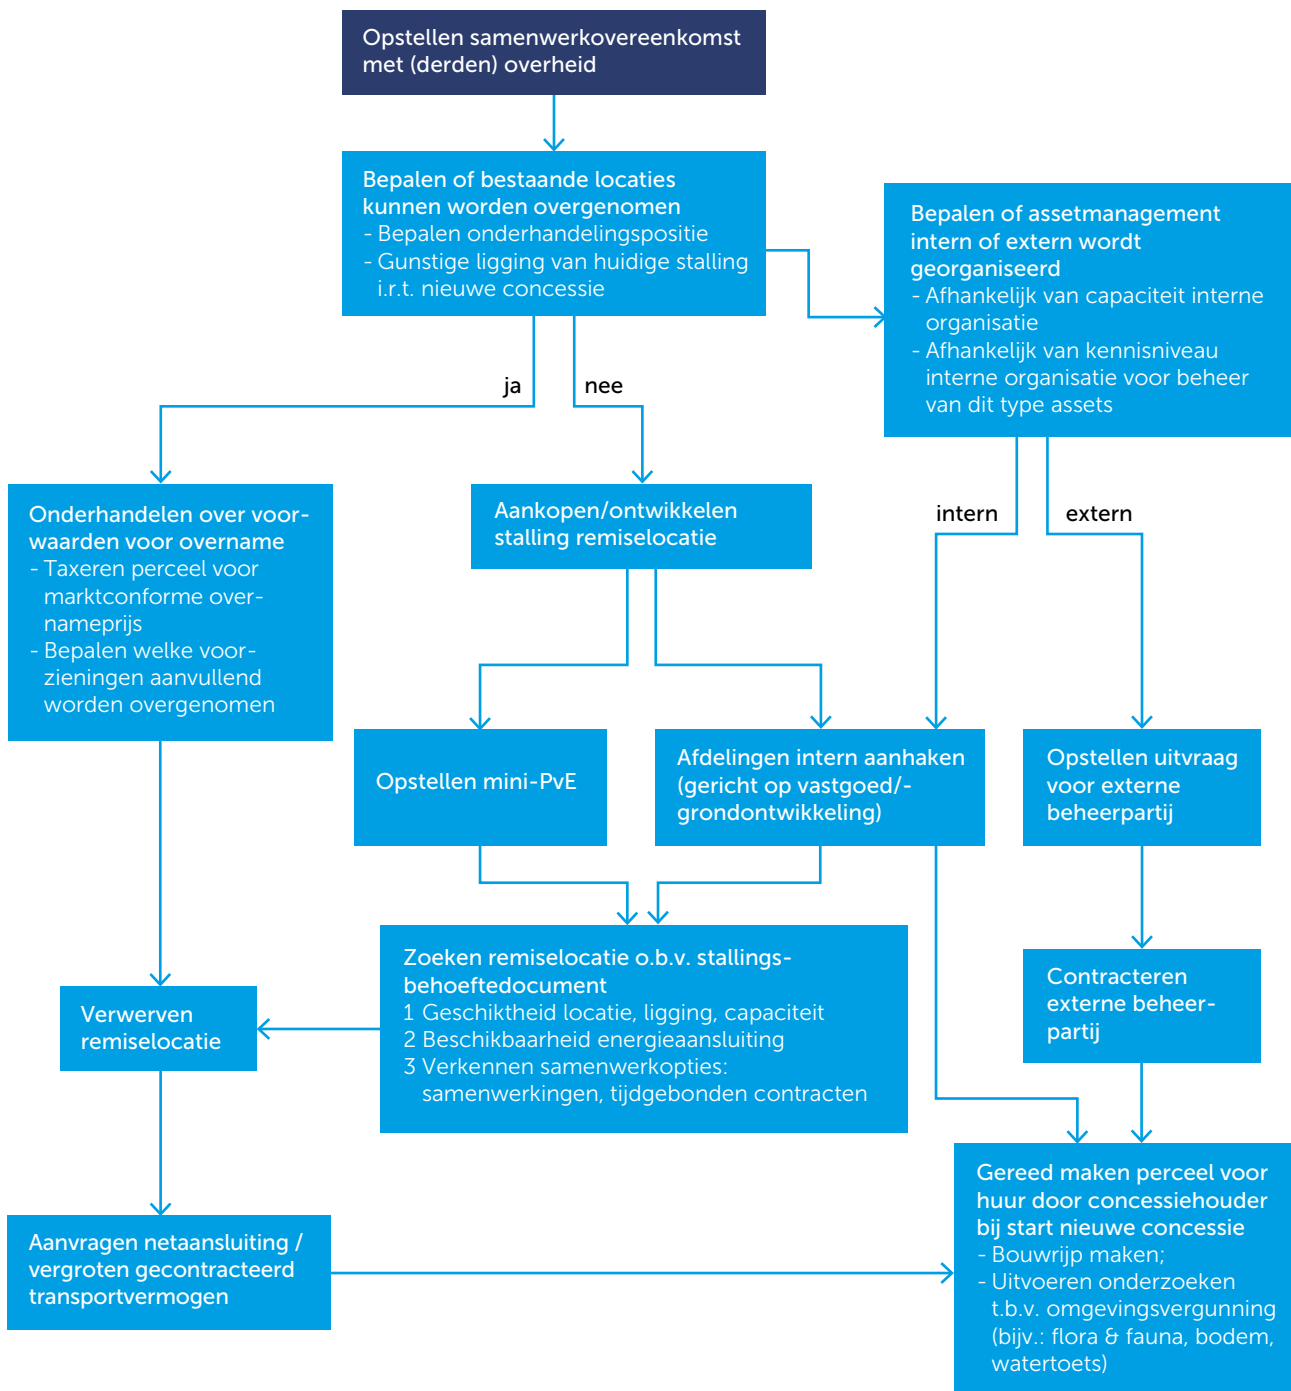 Opstellen samenwerkovereenkomst
met (derden) overheid
Bepalen of bestaande locaties
kunnen worden overgenomen
- Bepalen onderhandelingspositie
- Gunstige ligging van huidige stalling
i.r.t. nieuwe concessie
Bepalen of assetmanagement
intern of extern wordt
georganiseerd
- Afhankelijk van capaciteit interne
organisatie
- Afhankelijk van kennisniveau
interne organisatie voor beheer
van dit type assets
ja
nee
Onderhandelen over voor-
waarden voor overname
- Taxeren perceel voor
marktconforme over-
nameprijs
- Bepalen welke voor-
zieningen aanvullend
worden overgenomen
Aankopen/ontwikkelen
stalling remiselocatie
intern
extern
Opstellen mini-PvE
Afdelingen intern aanhaken
(gericht op vastgoed/-
grondontwikkeling)
Opstellen uitvraag
voor externe
beheerpartij
Zoeken remiselocatie o.b.v. stallings-
behoeftedocument
1 Geschiktheid locatie, ligging, capaciteit
2 Beschikbaarheid energieaansluiting
3 Verkennen samenwerkopties:
samenwerkingen, tijdgebonden contracten
Contracteren
externe beheer-
partij
Verwerven
remiselocatie
Aanvragen netaansluiting /
vergroten gecontracteerd
transportvermogen
Gereed maken perceel voor
huur door concessiehouder
bij start nieuwe concessie
- Bouwrijp maken;
- Uitvoeren onderzoeken
t.b.v. omgevingsvergunning
(bijv.: flora & fauna, bodem,
watertoets)